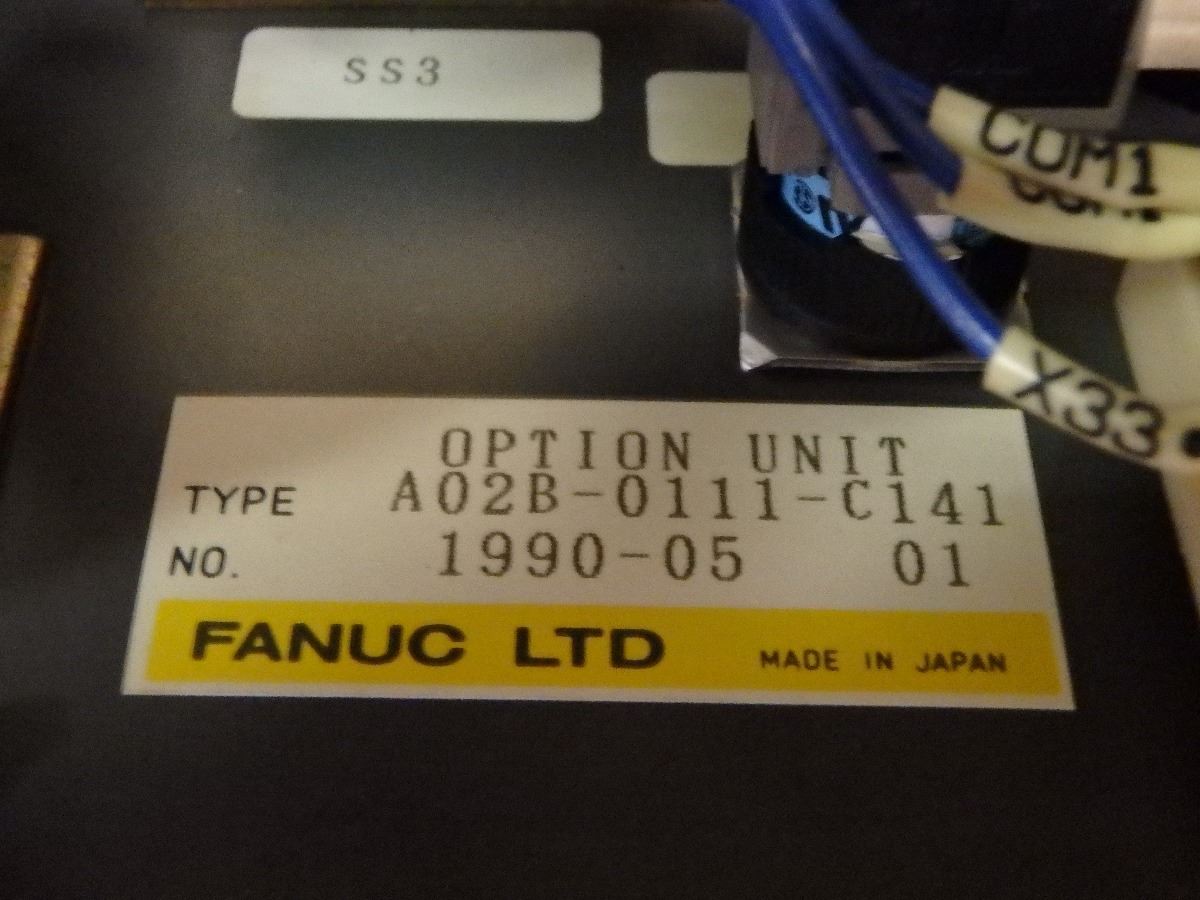 SS3
COM1
X33
OPTION UNIT
TYPE A02B-0111-C141
NO. 1990-05 01
FANUC LTD MADE IN JAPAN